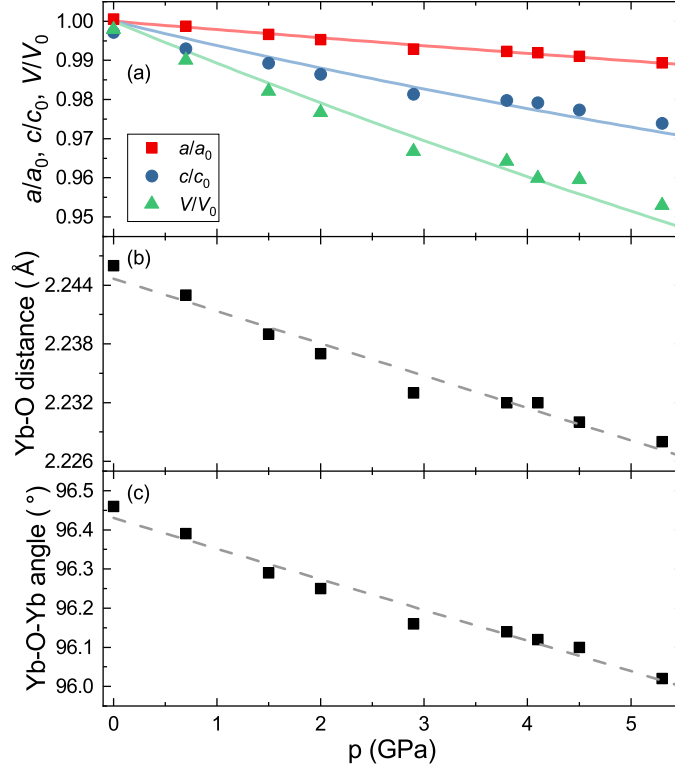 a/a0, c/c0, V/V0
1.00
0.99
0.98
0.97
0.96
0.95
(a)
a/a0
c/c0
V/V0
Yb-O distance (Å)
2.244
2.238
2.232
2.226
(b)
Yb-O-Yb angle (°)
96.5
96.4
96.3
96.2
96.1
96.0
(c)
0 1 2 3 4 5
p (GPa)